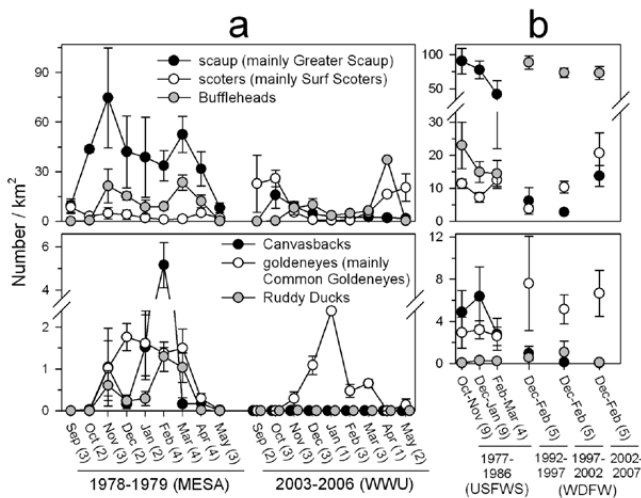 a
b
scaup (mainly Greater Scaup)
scoters (mainly Surf Scoters)
Buffleheads
90
60
30
0
100
75
50
30
20
10
0
Number / km²
Canvasbacks
goldeneyes (mainly
Common Goldeneyes)
Ruddy Ducks
6
4
2
1
0
12
8
4
0
Sep (3)
Oct (2)
Nov (3)
Dec (2)
Jan (2)
Feb (4)
Mar (4)
Apr (4)
May (3)
Sep (2)
Oct (3)
Nov (3)
Dec (3)
Jan (1)
Feb (3)
Mar (3)
Apr (1)
May (2)
Oct-Nov (9)
Dec-Jan (9)
Feb-Mar (4)
Dec-Feb (5)
Dec-Feb (5)
Dec-Feb (5)
1978-1979 (MESA)
2003-2006 (WWU)
1977-
1986
(USFWS)
1992-
1997
1997-
2002
2002-
2007
(WDFW)